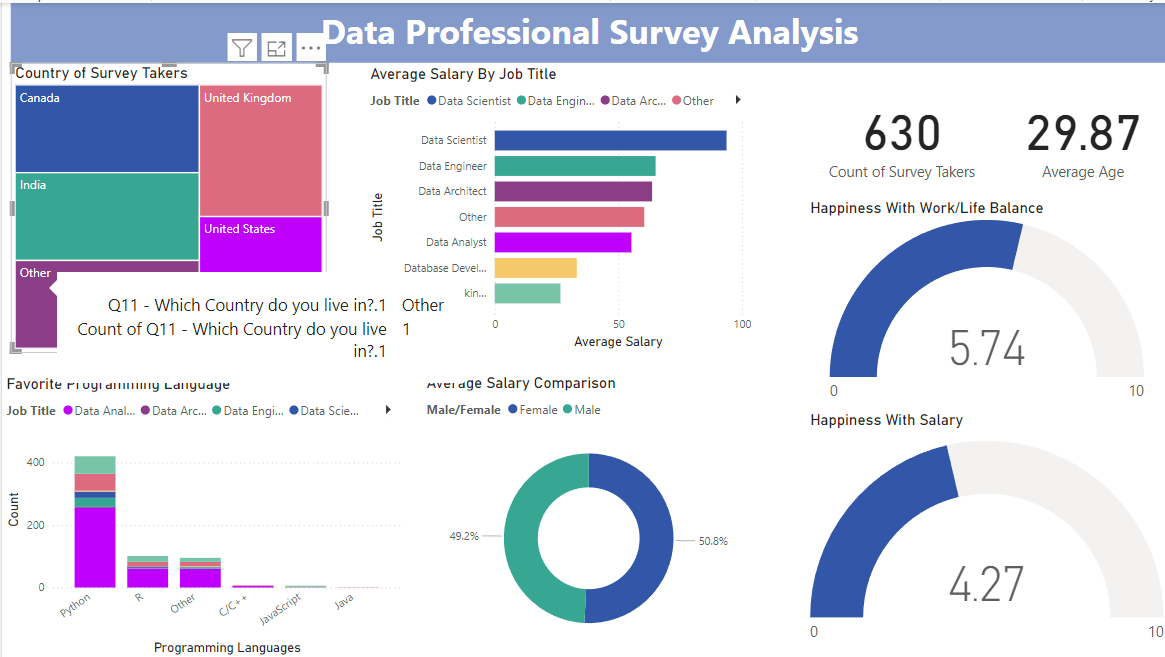 Data Professional Survey Analysis
Country of Survey Takers
Canada
United Kingdom
India
United States
Other
Q11 - Which Country do you live in?.1 Other
Count of Q11 - Which Country do you live in?.1 1
Average Salary By Job Title
Job Title Data Scientist Data Engin... Data Arc... Other
Job Title
Data Scientist
Data Engineer
Data Architect
Other
Data Analyst
Database Devel...
kin...
0 50 100
Average Salary
630
Count of Survey Takers
29.87
Average Age
Happiness With Work/Life Balance
5.74
0 10
Happiness With Salary
4.27
0 10
Favorite Programming Language
Job Title Data Anal... Data Arc... Data Engi... Data Scie...
Count
400
200
0
Python R Other C/C++ JavaScript Java
Programming Languages
Average Salary Comparison
Male/Female Female Male
49.2%
50.8%